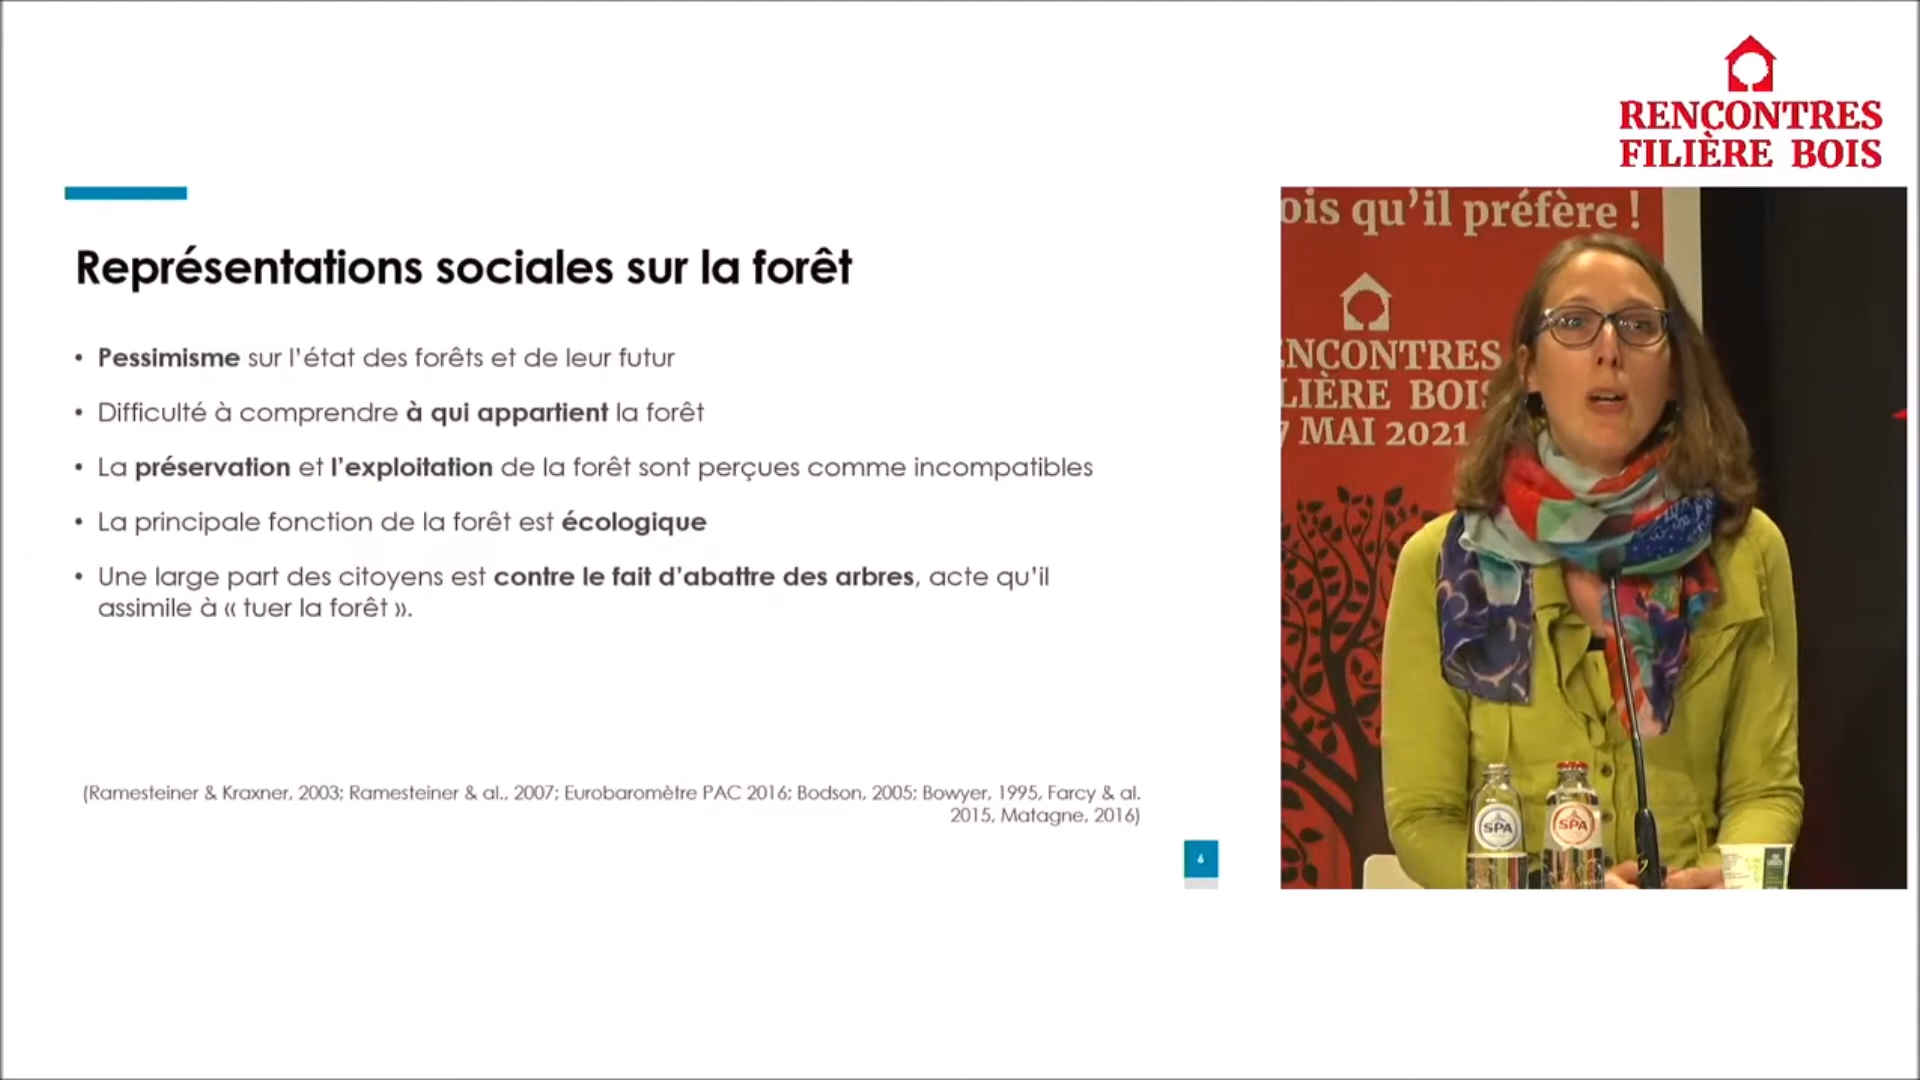 RENCONTRES
FILIÈRE BOIS
Représentations sociales sur la forêt
• Pessimisme sur l'état des forêts et de leur futur
• Difficulté à comprendre à qui appartient la forêt
• La préservation et l'exploitation de la forêt sont perçues comme incompatibles
• La principale fonction de la forêt est écologique
• Une large part des citoyens est contre le fait d'abattre des arbres, acte qu'il
assimile à « tuer la forêt ».
(Ramesteiner & Kraxner, 2003; Ramesteiner & al., 2007; Eurobaromètre PAC 2016; Bodson, 2005; Bowyer, 1995, Farcy & al.
2015, Matagne, 2016)
6
ois qu'il préfère !
ENCONTRES
LIÈRE BOIS
7 MAI 2021
SPA
SPA